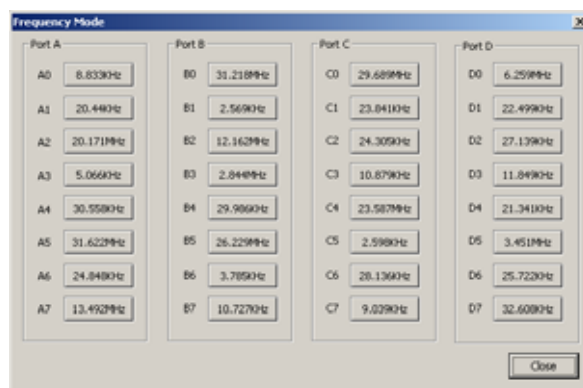 Frequency Mode
Port A
A0 8.833KHz
A1 20.44KHz
A2 20.171MHz
A3 5.066KHz
A4 30.558KHz
A5 31.622MHz
A6 24.848KHz
A7 13.492MHz
Port B
B0 31.218MHz
B1 2.569KHz
B2 12.162MHz
B3 2.844MHz
B4 29.986KHz
B5 26.229MHz
B6 3.785KHz
B7 10.727KHz
Port C
C0 29.689MHz
C1 23.841KHz
C2 24.305KHz
C3 10.879KHz
C4 23.587MHz
C5 2.598KHz
C6 28.136KHz
C7 9.039KHz
Port D
D0 6.259MHz
D1 22.499KHz
D2 27.139KHz
D3 11.849KHz
D4 21.341KHz
D5 3.451MHz
D6 25.722KHz
D7 32.608KHz
Close